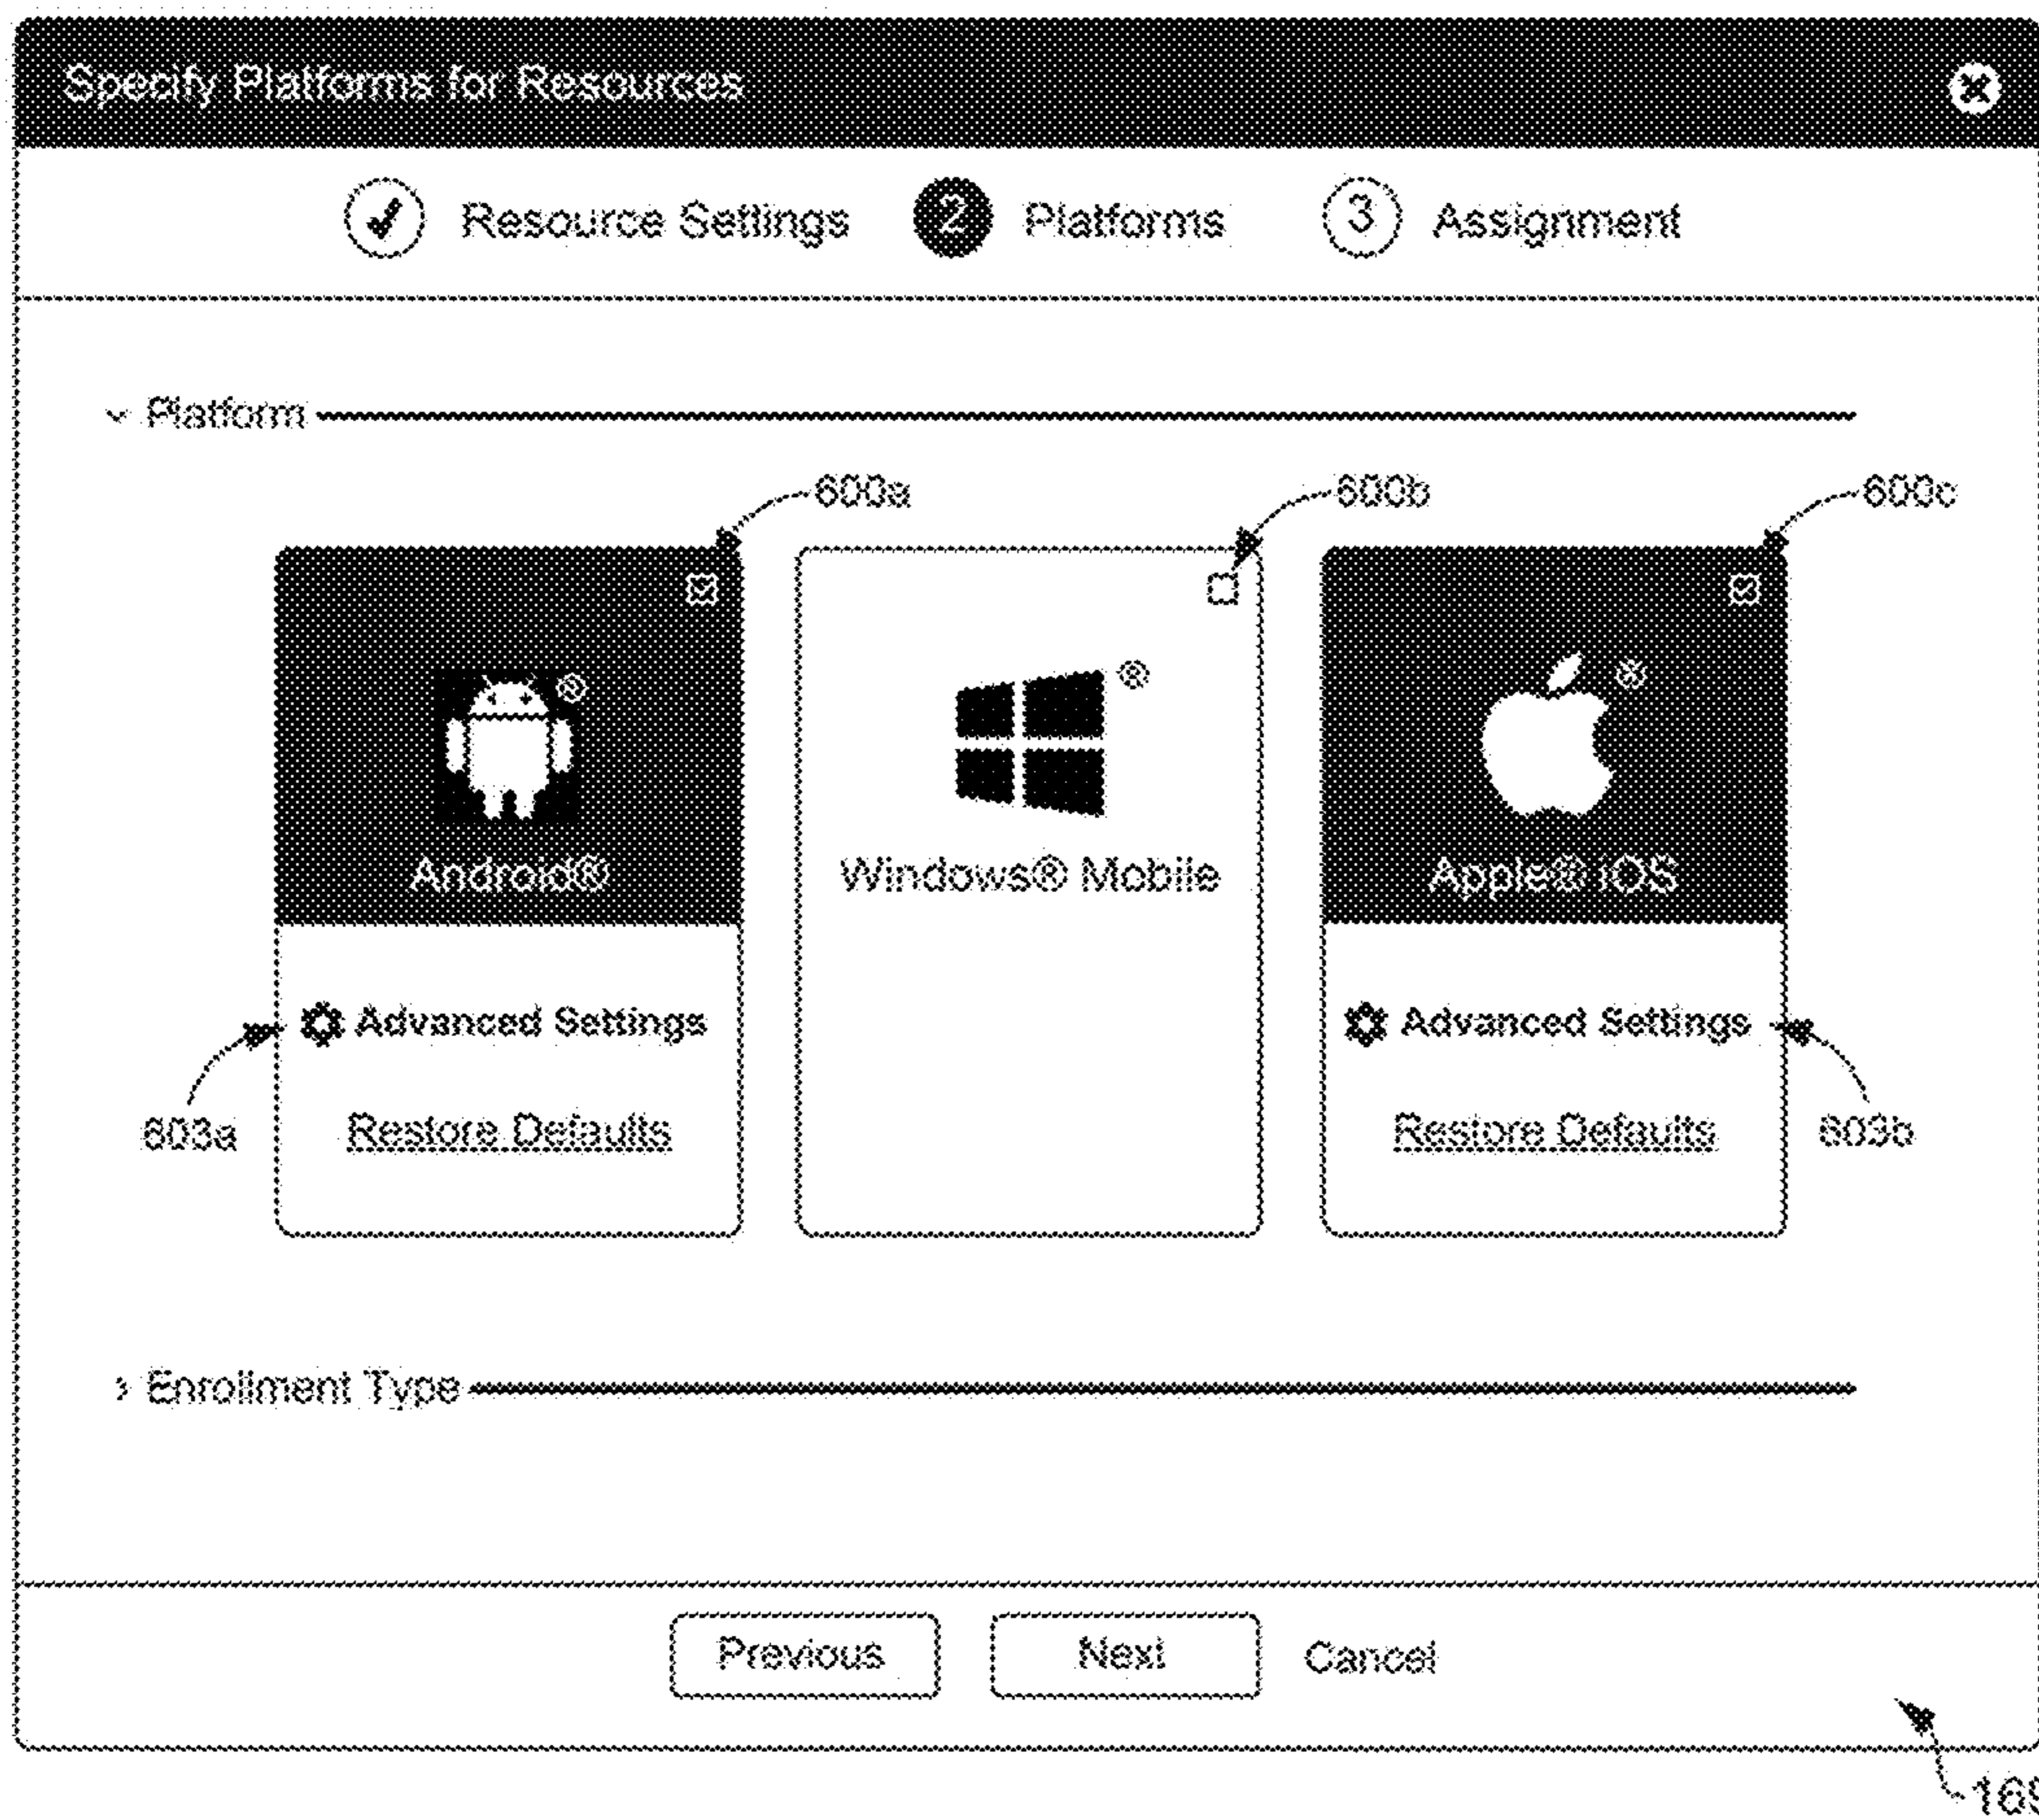 Specify Platforms for Resources
Resource Settings 2 Platforms 3 Assignment
Platform
600a 600b 600c
® ® ®
Android® Windows® Mobile Apple® iOS
Advanced Settings Advanced Settings
603a Restore Defaults Restore Defaults 603b
Enrollment Type
Previous Next Cancel